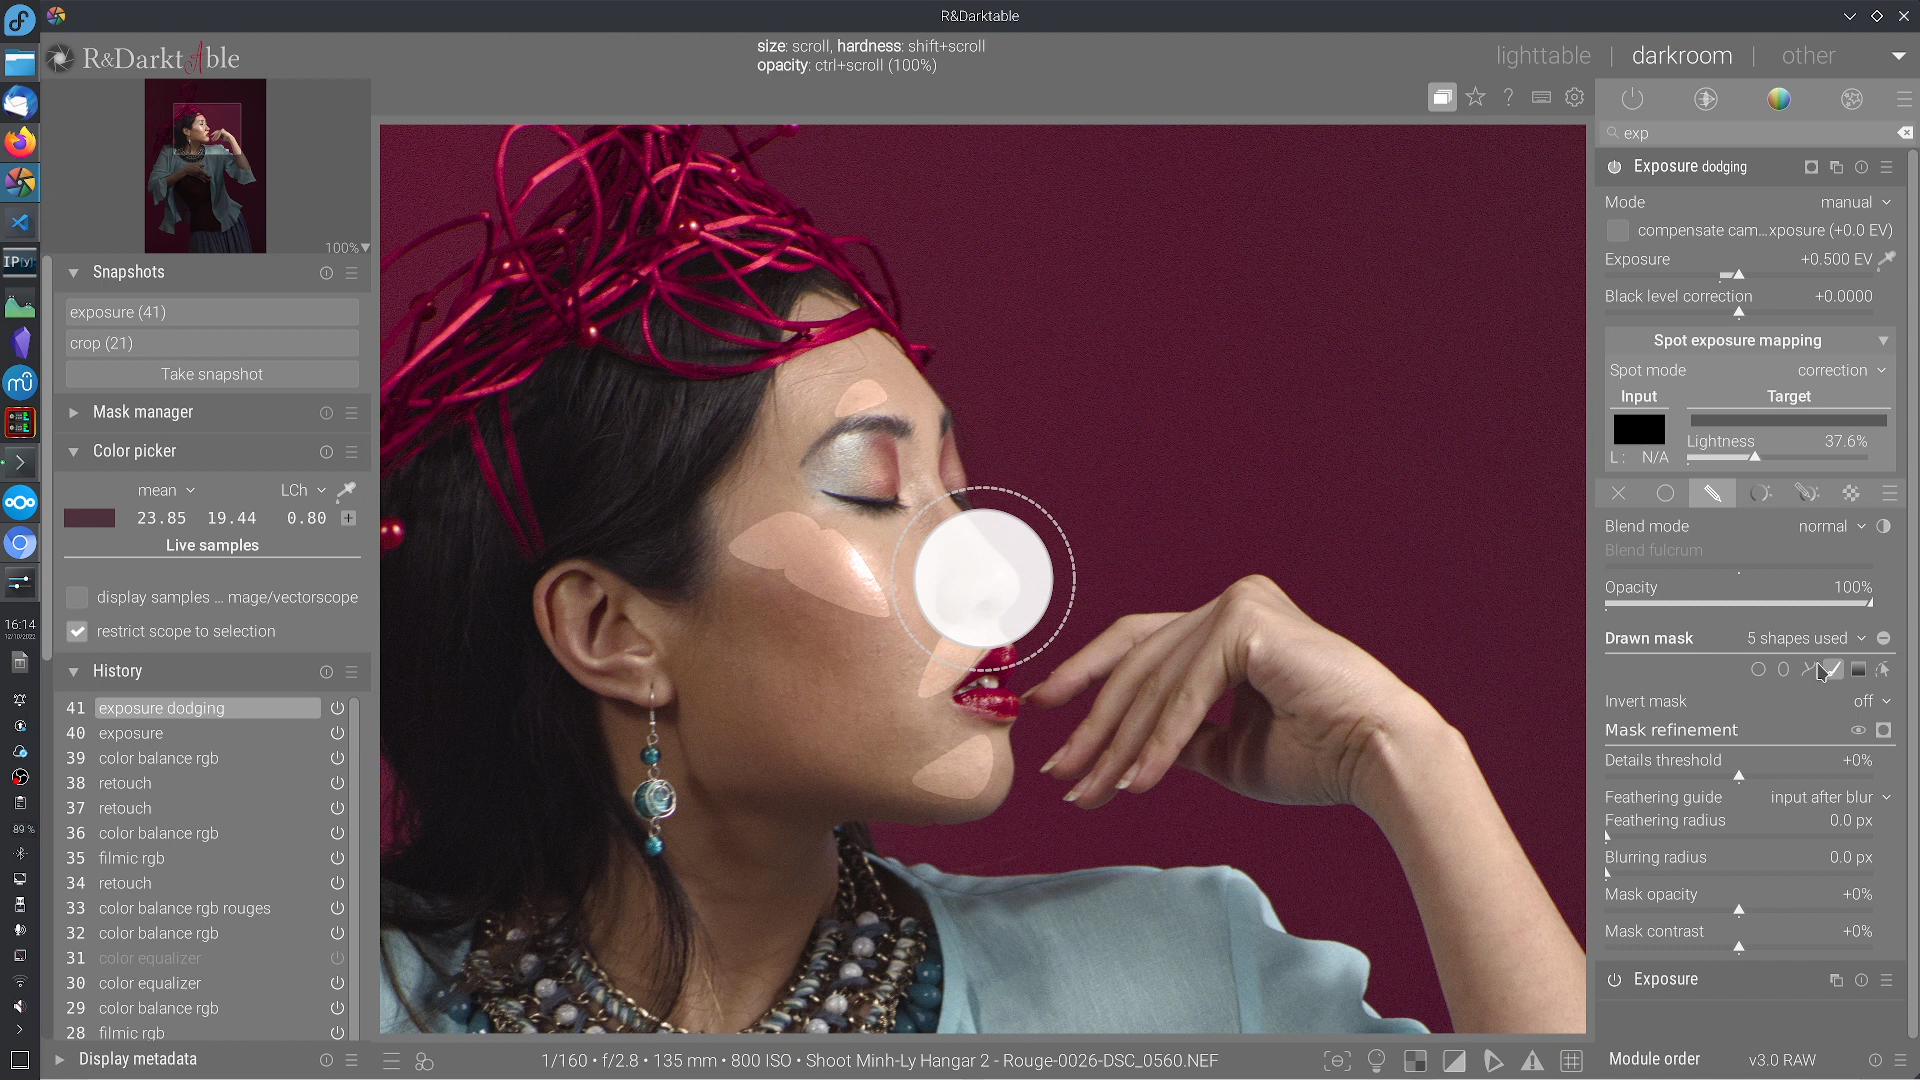 R&Darktable
R&DarktAble
size: scroll, hardness: shift+scroll
opacity: ctrl+scroll (100%)
lighttable | darkroom | other
exp
100%
Snapshots
exposure (41)
crop (21)
Take snapshot
Mask manager
Color picker
mean LCh
23.85 19.44 0.80
Live samples
display samples ... mage/vectorscope
restrict scope to selection
History
41 exposure dodging
40 exposure
39 color balance rgb
38 retouch
37 retouch
36 color balance rgb
35 filmic rgb
34 retouch
33 color balance rgb rouges
32 color balance rgb
31 color equalizer
30 color equalizer
29 color balance rgb
28 filmic rgb
Display metadata
IP[y]
mû
16:14
12/10/2022
89 %
1/160 • f/2.8 • 135 mm • 800 ISO • Shoot Minh-Ly Hangar 2 - Rouge-0026-DSC_0560.NEF
Exposure dodging
Mode manual
compensate cam...xposure (+0.0 EV)
Exposure +0.500 EV
Black level correction +0.0000
Spot exposure mapping
Spot mode correction
Input Target
Lightness 37.6%
L : N/A
Blend mode normal
Blend fulcrum
Opacity 100%
Drawn mask 5 shapes used
Invert mask off
Mask refinement
Details threshold +0%
Feathering guide input after blur
Feathering radius 0.0 px
Blurring radius 0.0 px
Mask opacity +0%
Mask contrast +0%
Exposure
Module order v3.0 RAW